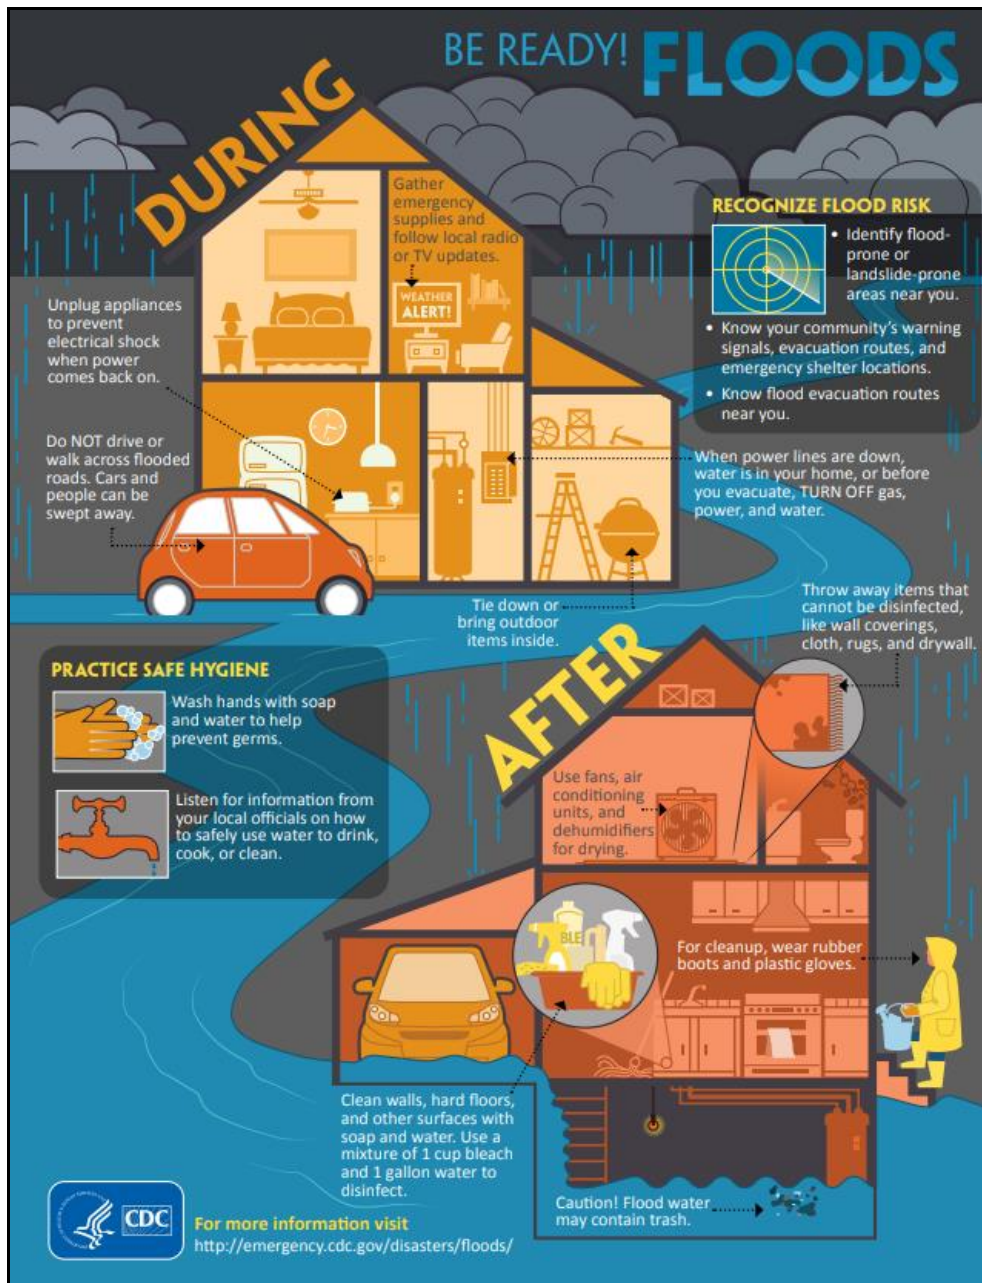 BE READY! FLOODS
DURING
Gather
emergency
supplies and
follow local radio
or TV updates.
WEATHER
ALERT!
RECOGNIZE FLOOD RISK
• Identify flood-
prone or
landslide-prone
areas near you.
• Know your community's warning
signals, evacuation routes, and
emergency shelter locations.
• Know flood evacuation routes
near you.
Unplug appliances
to prevent
electrical shock
when power
comes back on.
Do NOT drive or
walk across flooded
roads. Cars and
people can be
swept away.
When power lines are down,
water is in your home, or before
you evacuate, TURN OFF gas,
power, and water.
Tie down or
bring outdoor
items inside.
Throw away items that
cannot be disinfected,
like wall coverings,
cloth, rugs, and drywall.
PRACTICE SAFE HYGIENE
Wash hands with soap
and water to help
prevent germs.
Listen for information from
your local officials on how
to safely use water to drink,
cook, or clean.
AFTER
Use fans, air
conditioning
units, and
dehumidifiers
for drying.
BLE
For cleanup, wear rubber
boots and plastic gloves.
Clean walls, hard floors,
and other surfaces with
soap and water. Use a
mixture of 1 cup bleach
and 1 gallon water to
disinfect.
Caution! Flood water
may contain trash.
CDC
For more information visit
http://emergency.cdc.gov/disasters/floods/